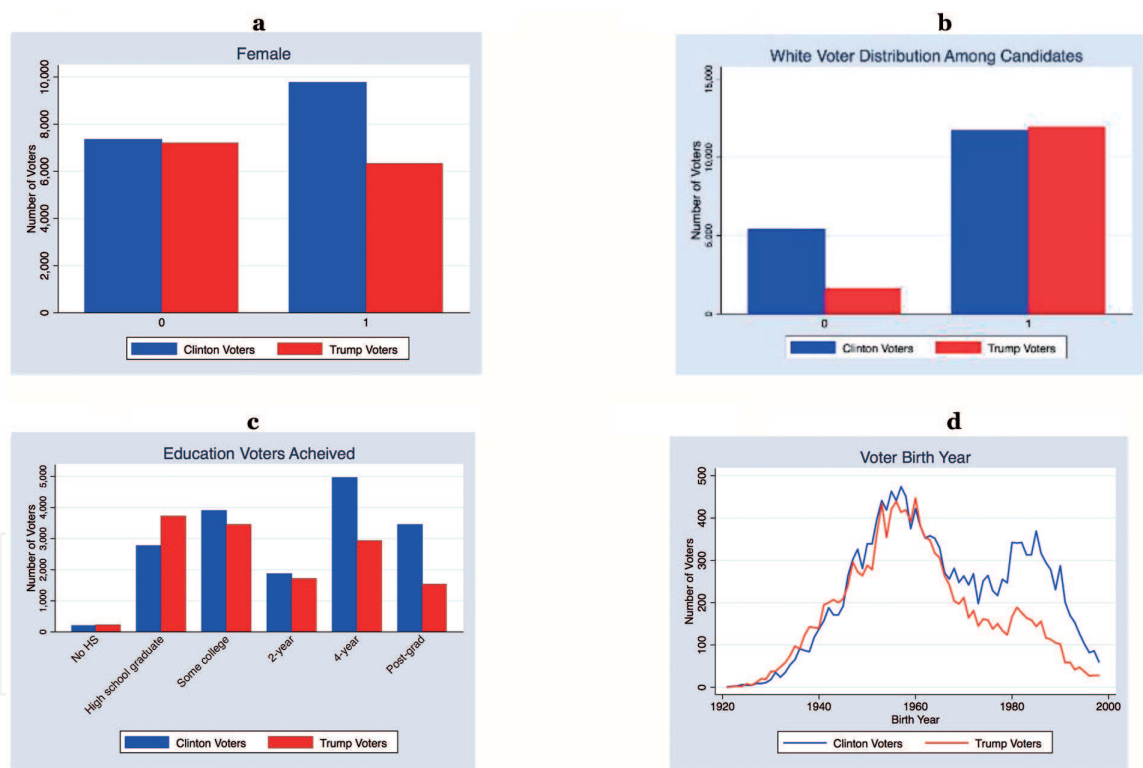 a
Female
Number of Voters
10,000
8,000
6,000
4,000
2,000
0
0 1
Clinton Voters Trump Voters
b
White Voter Distribution Among Candidates
Number of Voters
15,000
10,000
5,000
0
0 1
Clinton Voters Trump Voters
c
Education Voters Acheived
Number of Voters
5,000
4,000
3,000
2,000
1,000
0
No HS
High school graduate
Some college
2-year
4-year
Post-grad
Clinton Voters Trump Voters
d
Voter Birth Year
Number of Voters
500
400
300
200
100
0
1920 1940 1960 1980 2000
Birth Year
Clinton Voters Trump Voters